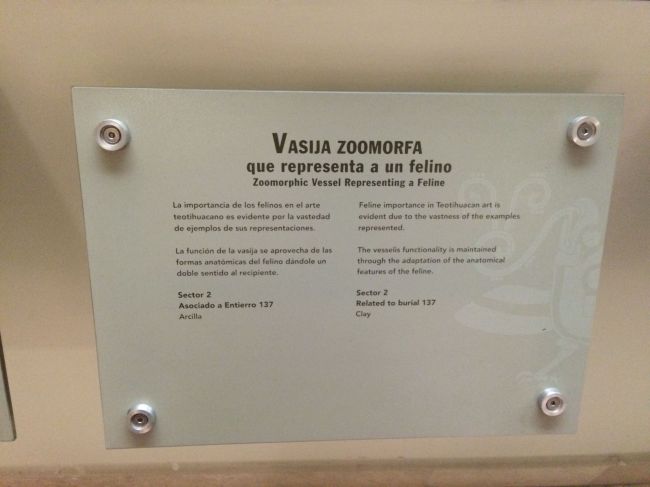 VASIJA ZOOMORFA
que representa a un felino
Zoomorphic Vessel Representing a Feline
La importancia de los felinos en el arte
teotihuacano es evidente por la vastedad
de ejemplos de sus representaciones.
La función de la vasija se aprovecha de las
formas anatómicas del felino dándole un
doble sentido al recipiente.
Sector 2
Asociado a Entierro 137
Arcilla
Feline importance in Teotihuacan art is
evident due to the vastness of the examples
represented.
The vesselís functionality is maintained
through the adaptation of the anatomical
features of the feline.
Sector 2
Related to burial 137
Clay